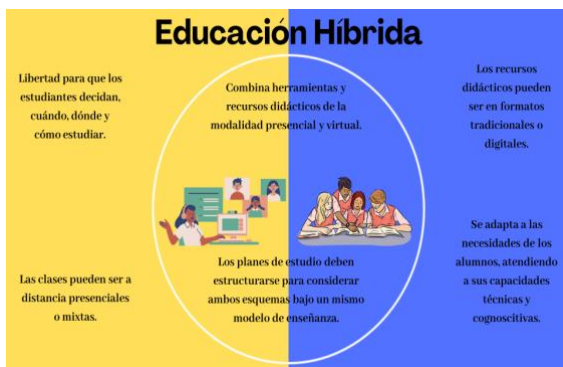 Educación Híbrida
Libertad para que los
estudiantes decidan,
cuándo, dónde y
cómo estudiar.
Combina herramientas y
recursos didácticos de la
modalidad presencial y virtual.
Los recursos
didácticos pueden
ser en formatos
tradicionales o
digitales.
Las clases pueden ser a
distancia presenciales
o mixtas.
Los planes de estudio deben
estructurarse para considerar
ambos esquemas bajo un mismo
modelo de enseñanza.
Se adapta a las
necesidades de los
alumnos, atendiendo
a sus capacidades
técnicas y
cognoscitivas.